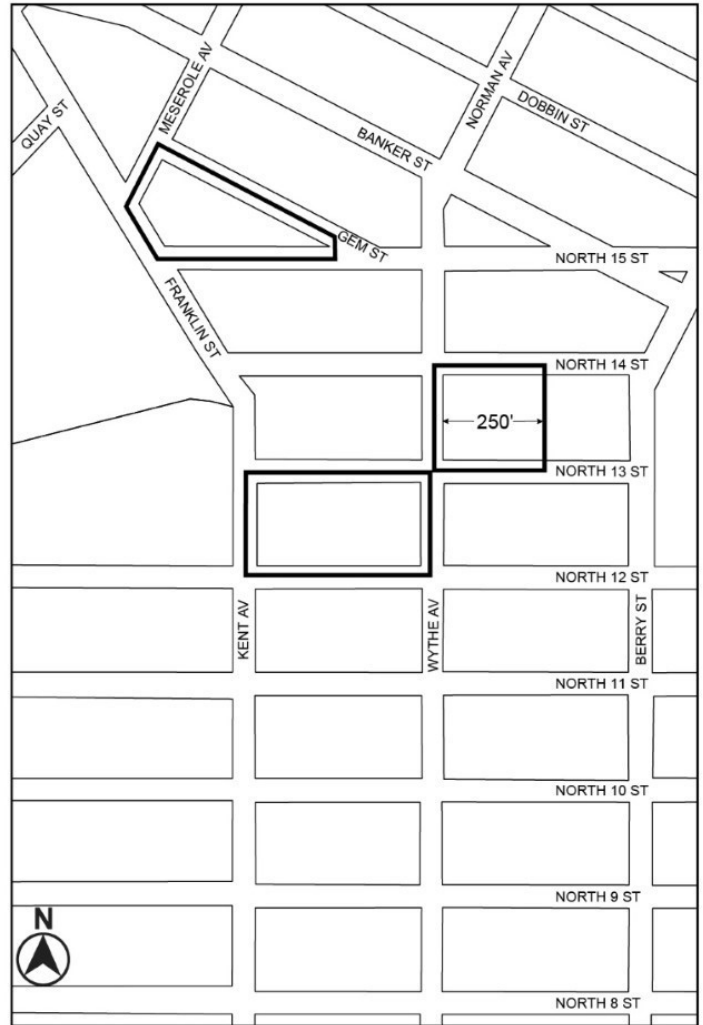 MESEROLE AV
NORMAN AV
DOBBIN ST
QUAY ST
BANKER ST
GEM ST
NORTH 15 ST
FRANKLIN ST
NORTH 14 ST
250'
NORTH 13 ST
NORTH 12 ST
KENT AV
WYTHE AV
BERRY ST
NORTH 11 ST
NORTH 10 ST
NORTH 9 ST
N
NORTH 8 ST